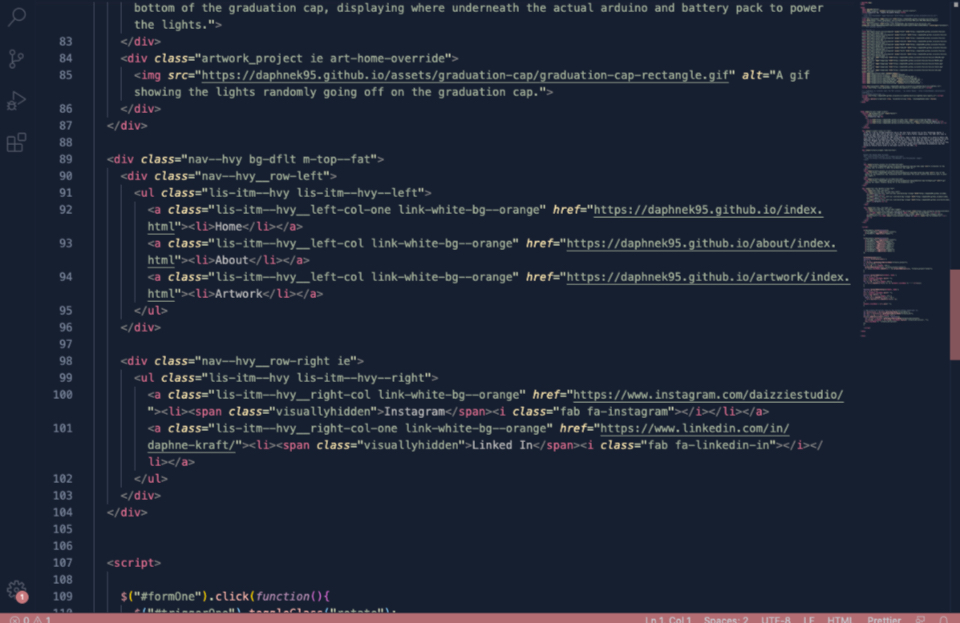 bottom of the graduation cap, displaying where underneath the actual arduino and battery pack to power
the lights.">
83 </div>
84 <div class="artwork_project ie art-home-override">
85 <img src="https://daphnek95.github.io/assets/graduation-cap/graduation-cap-rectangle.gif" alt="A gif
showing the lights randomly going off on the graduation cap.">
86 </div>
87 </div>
88
89 <div class="nav--hvy bg-dflt m-top--fat">
90 <div class="nav--hvy__row-left">
91 <ul class="lis-itm--hvy lis-itm--hvy--left">
92 <a class="lis-itm--hvy__left-col-one link-white-bg--orange" href="https://daphnek95.github.io/index.
html"><li>Home</li></a>
93 <a class="lis-itm--hvy__left-col link-white-bg--orange" href="https://daphnek95.github.io/about/index.
html"><li>About</li></a>
94 <a class="lis-itm--hvy__left-col link-white-bg--orange" href="https://daphnek95.github.io/artwork/index.
html"><li>Artwork</li></a>
95 </ul>
96 </div>
97
98 <div class="nav--hvy__row-right ie">
99 <ul class="lis-itm--hvy lis-itm--hvy--right">
100 <a class="lis-itm--hvy__right-col link-white-bg--orange" href="https://www.instagram.com/daizziestudio/
"><li><span class="visuallyhidden">Instagram</span><i class="fab fa-instagram"></i></li></a>
101 <a class="lis-itm--hvy__right-col-one link-white-bg--orange" href="https://www.linkedin.com/in/
daphne-kraft/"><li><span class="visuallyhidden">Linked In</span><i class="fab fa-linkedin-in"></i></
li></a>
102 </ul>
103 </div>
104 </div>
105
106
107 <script>
108
109 $("#formOne").click(function(){
110 $("#triggerOne").toggleClass("rotate");
1
0 1 Ln 1, Col 1 Spaces: 2 UTF-8 LF HTML Prettier